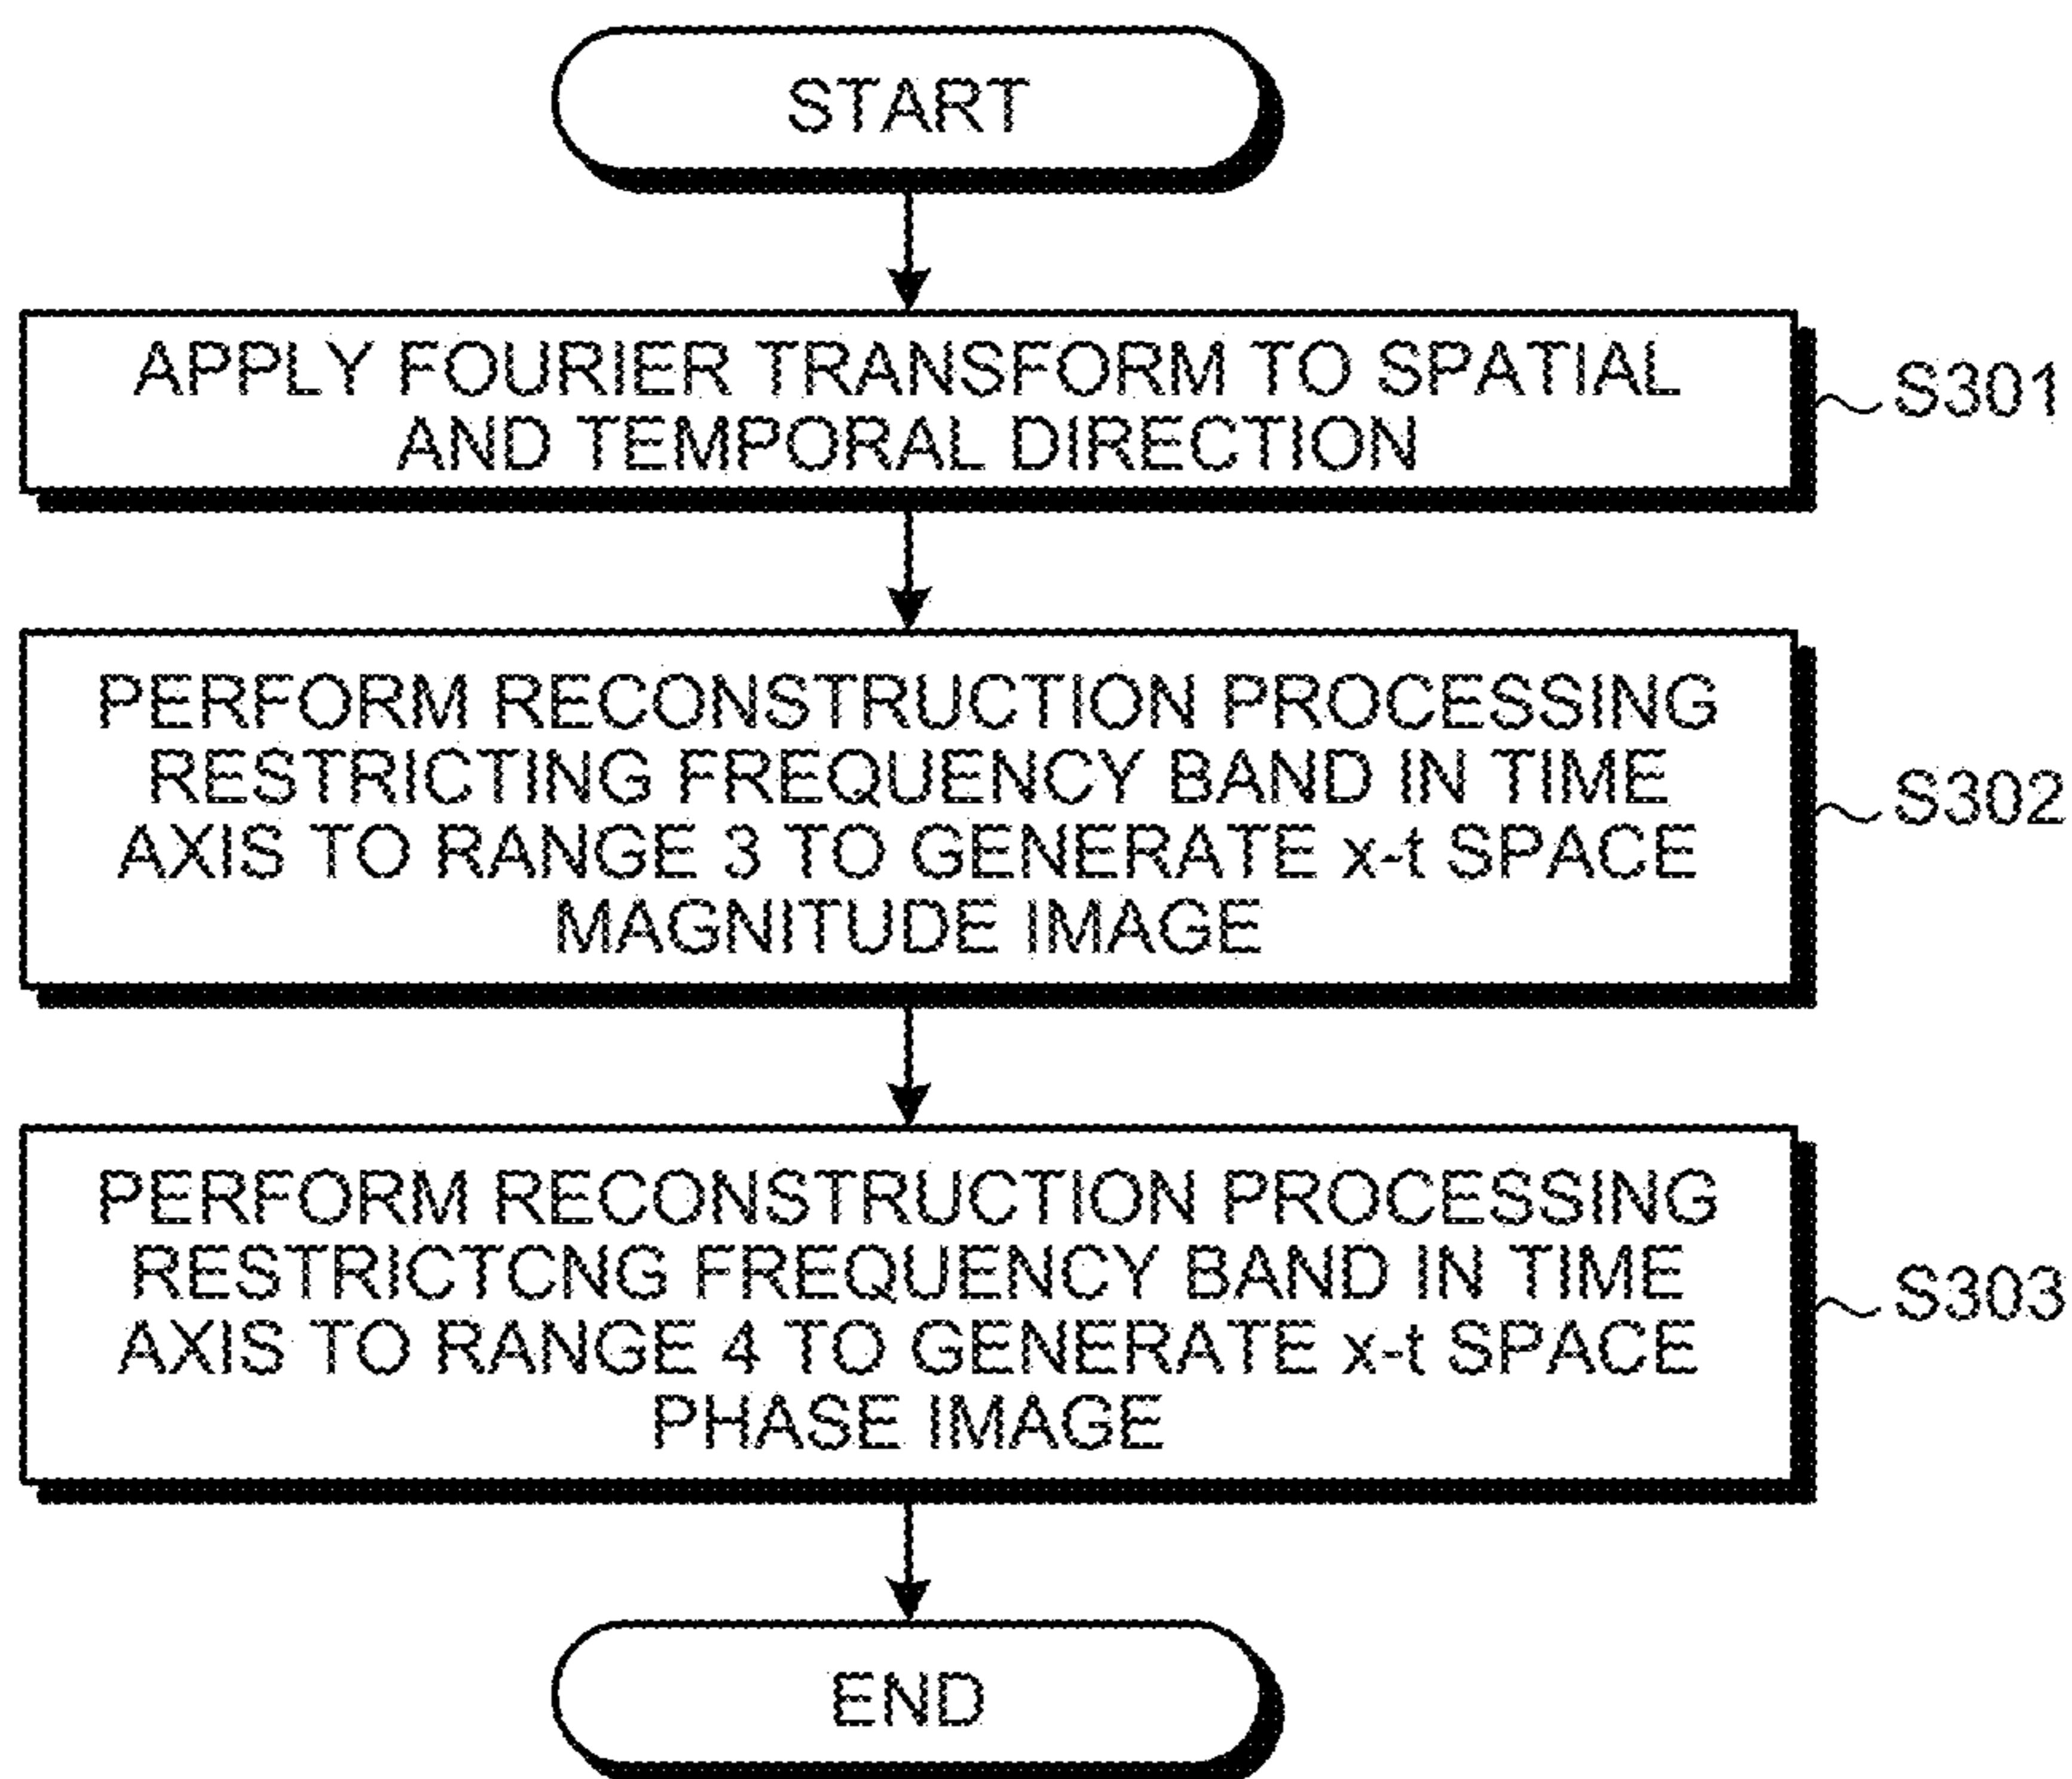 START
APPLY FOURIER TRANSFORM TO SPATIAL
AND TEMPORAL DIRECTION
S301
PERFORM RECONSTRUCTION PROCESSING
RESTRICTING FREQUENCY BAND IN TIME
AXIS TO RANGE 3 TO GENERATE x-t SPACE
MAGNITUDE IMAGE
S302
PERFORM RECONSTRUCTION PROCESSING
RESTRICTCNG FREQUENCY BAND IN TIME
AXIS TO RANGE 4 TO GENERATE x-t SPACE
PHASE IMAGE
S303
END